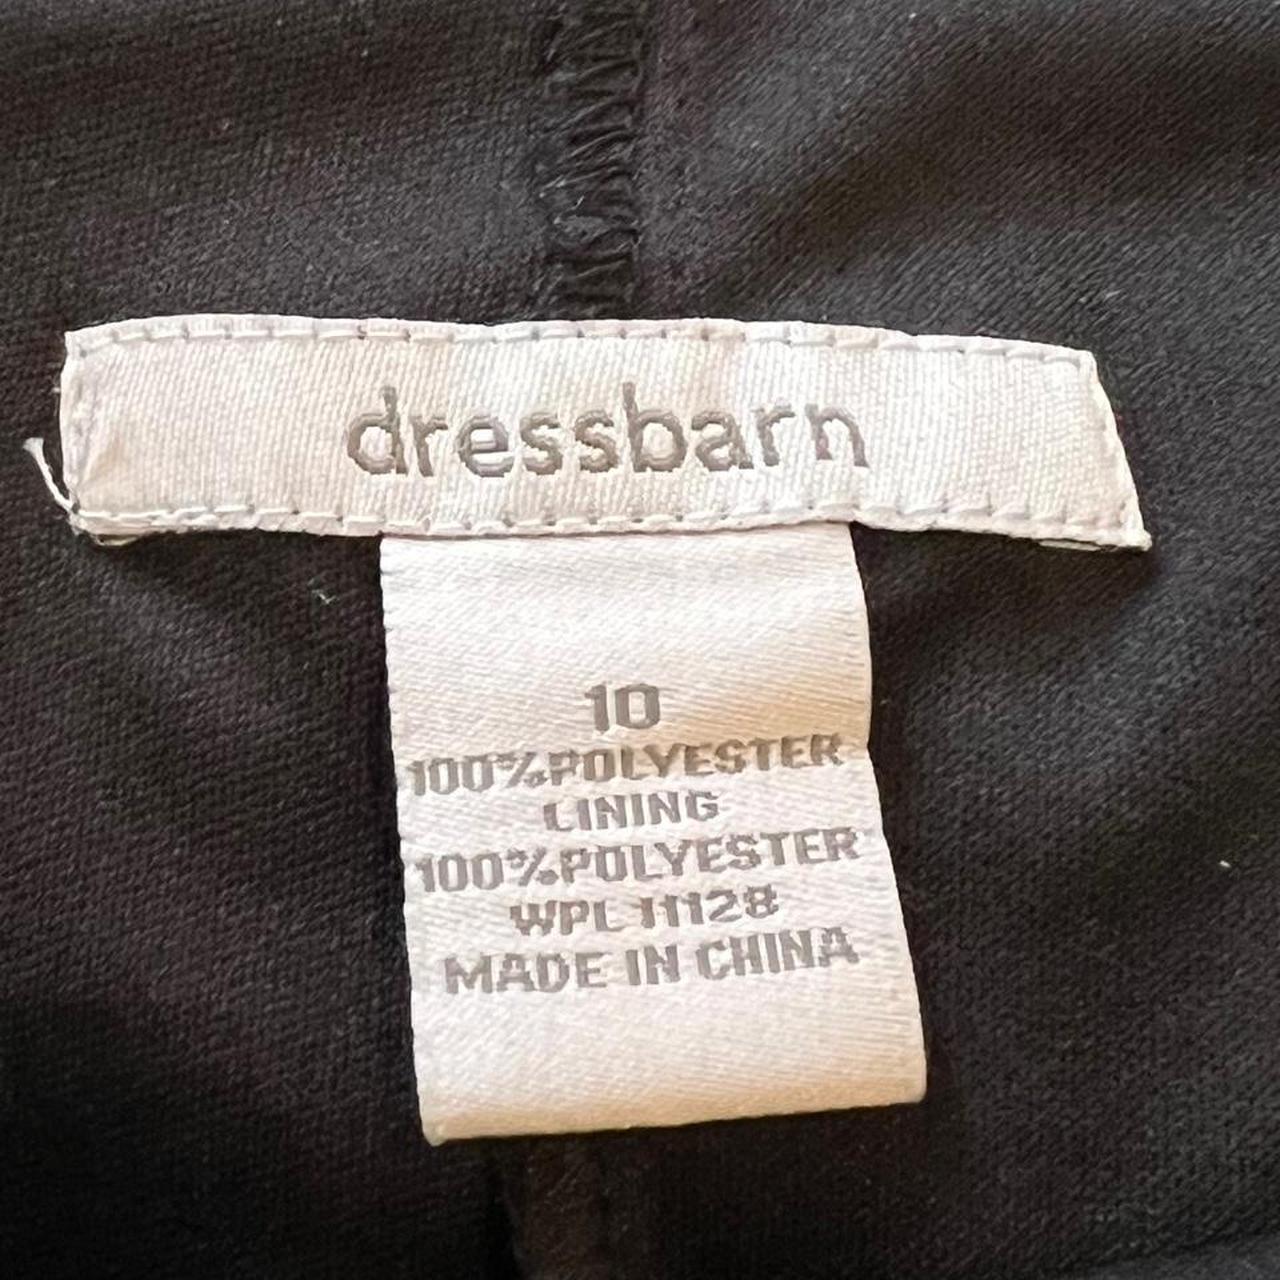 dressbarn
10
100%POLYESTER
LINING
100%POLYESTER
WPL 11128
MADE IN CHINA